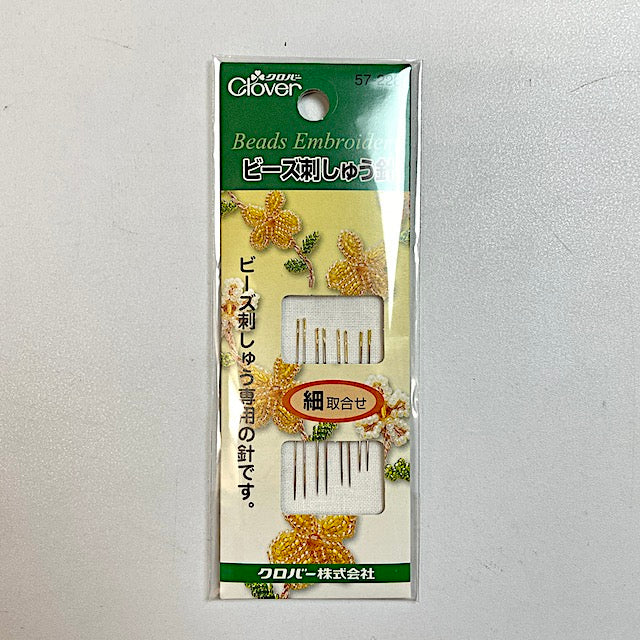 クロバー
Clover
57-22
Beads Embroider
ビーズ刺しゅう針
ビーズ刺しゅう専用の針です。
細取合せ
クロバー株式会社